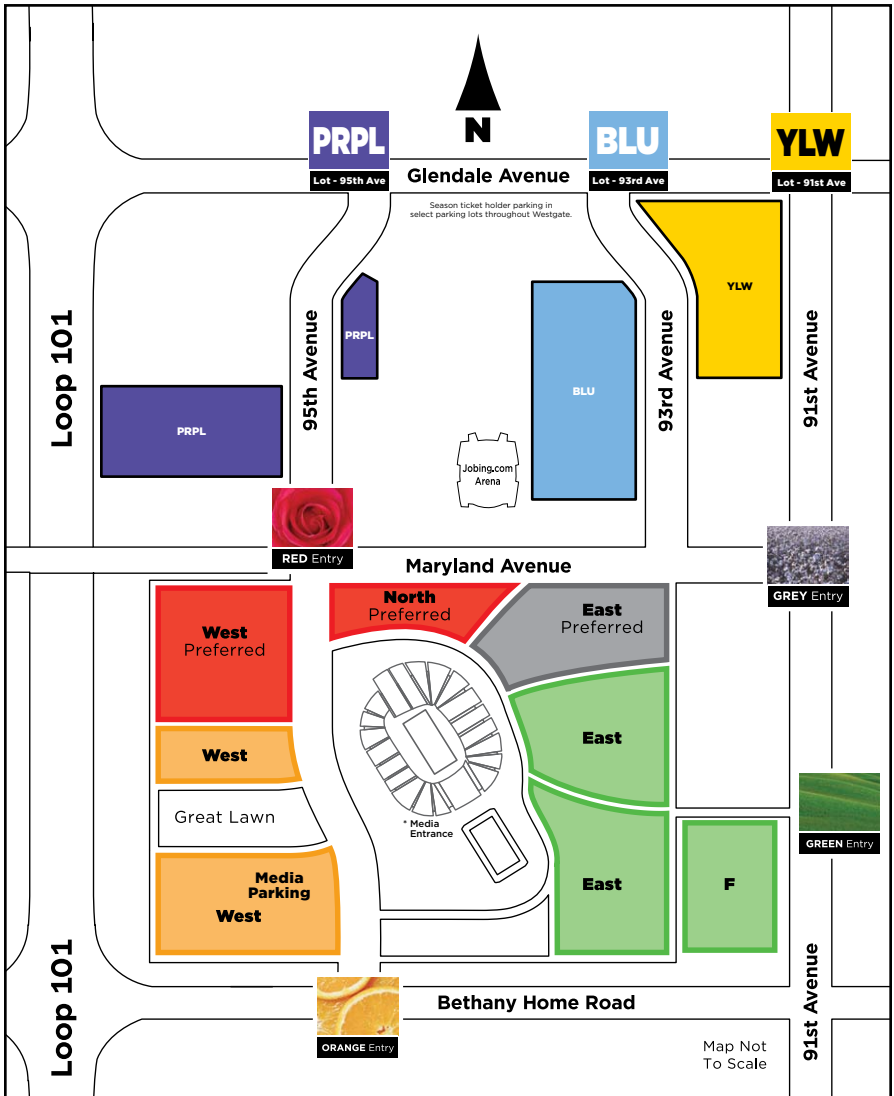 PRPL
Lot - 95th Ave
N
BLU
Lot - 93rd Ave
YLW
Lot - 91st Ave
Glendale Avenue
Season ticket holder parking in
select parking lots throughout Westgate.
YLW
PRPL
Loop 101
95th Avenue
93rd Avenue
91st Avenue
BLU
PRPL
Jobing.com
Arena
RED Entry
Maryland Avenue
GREY Entry
North
Preferred
East
Preferred
West
Preferred
East
West
Great Lawn
* Media
Entrance
GREEN Entry
Media
Parking
West
East
F
Loop 101
91st Avenue
Bethany Home Road
ORANGE Entry
Map Not
To Scale